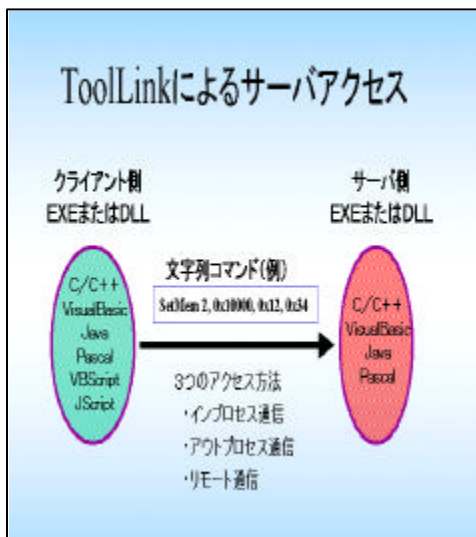 ToolLinkによるサーバアクセス
クライアント側
EXEまたはDLL
サーバ側
EXEまたはDLL
C/C++
VisualBasic
Java
Pascal
VBScript
JScript
文字列コマンド(例)
SetMem 2, 0x10000, 0x12, 0x34
3つのアクセス方法
・インプロセス通信
・アウトプロセス通信
・リモート通信
C/C++
VisualBasic
Java
Pascal